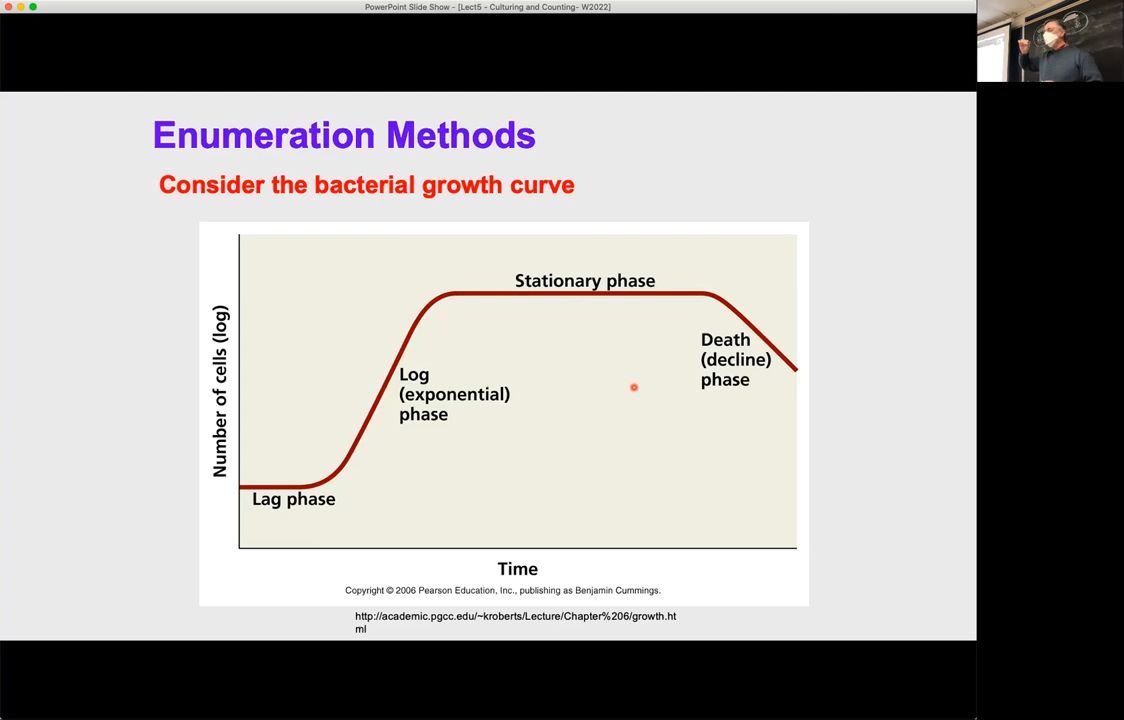 PowerPoint Slide Show - [Lect5 - Culturing and Counting- W2022]
Enumeration Methods
Consider the bacterial growth curve
Number of cells (log)
Stationary phase
Death
(decline)
phase
Log
(exponential)
phase
Lag phase
Time
Copyright © 2006 Pearson Education, Inc., publishing as Benjamin Cummings.
http://academic.pgcc.edu/~kroberts/Lecture/Chapter%206/growth.ht
ml